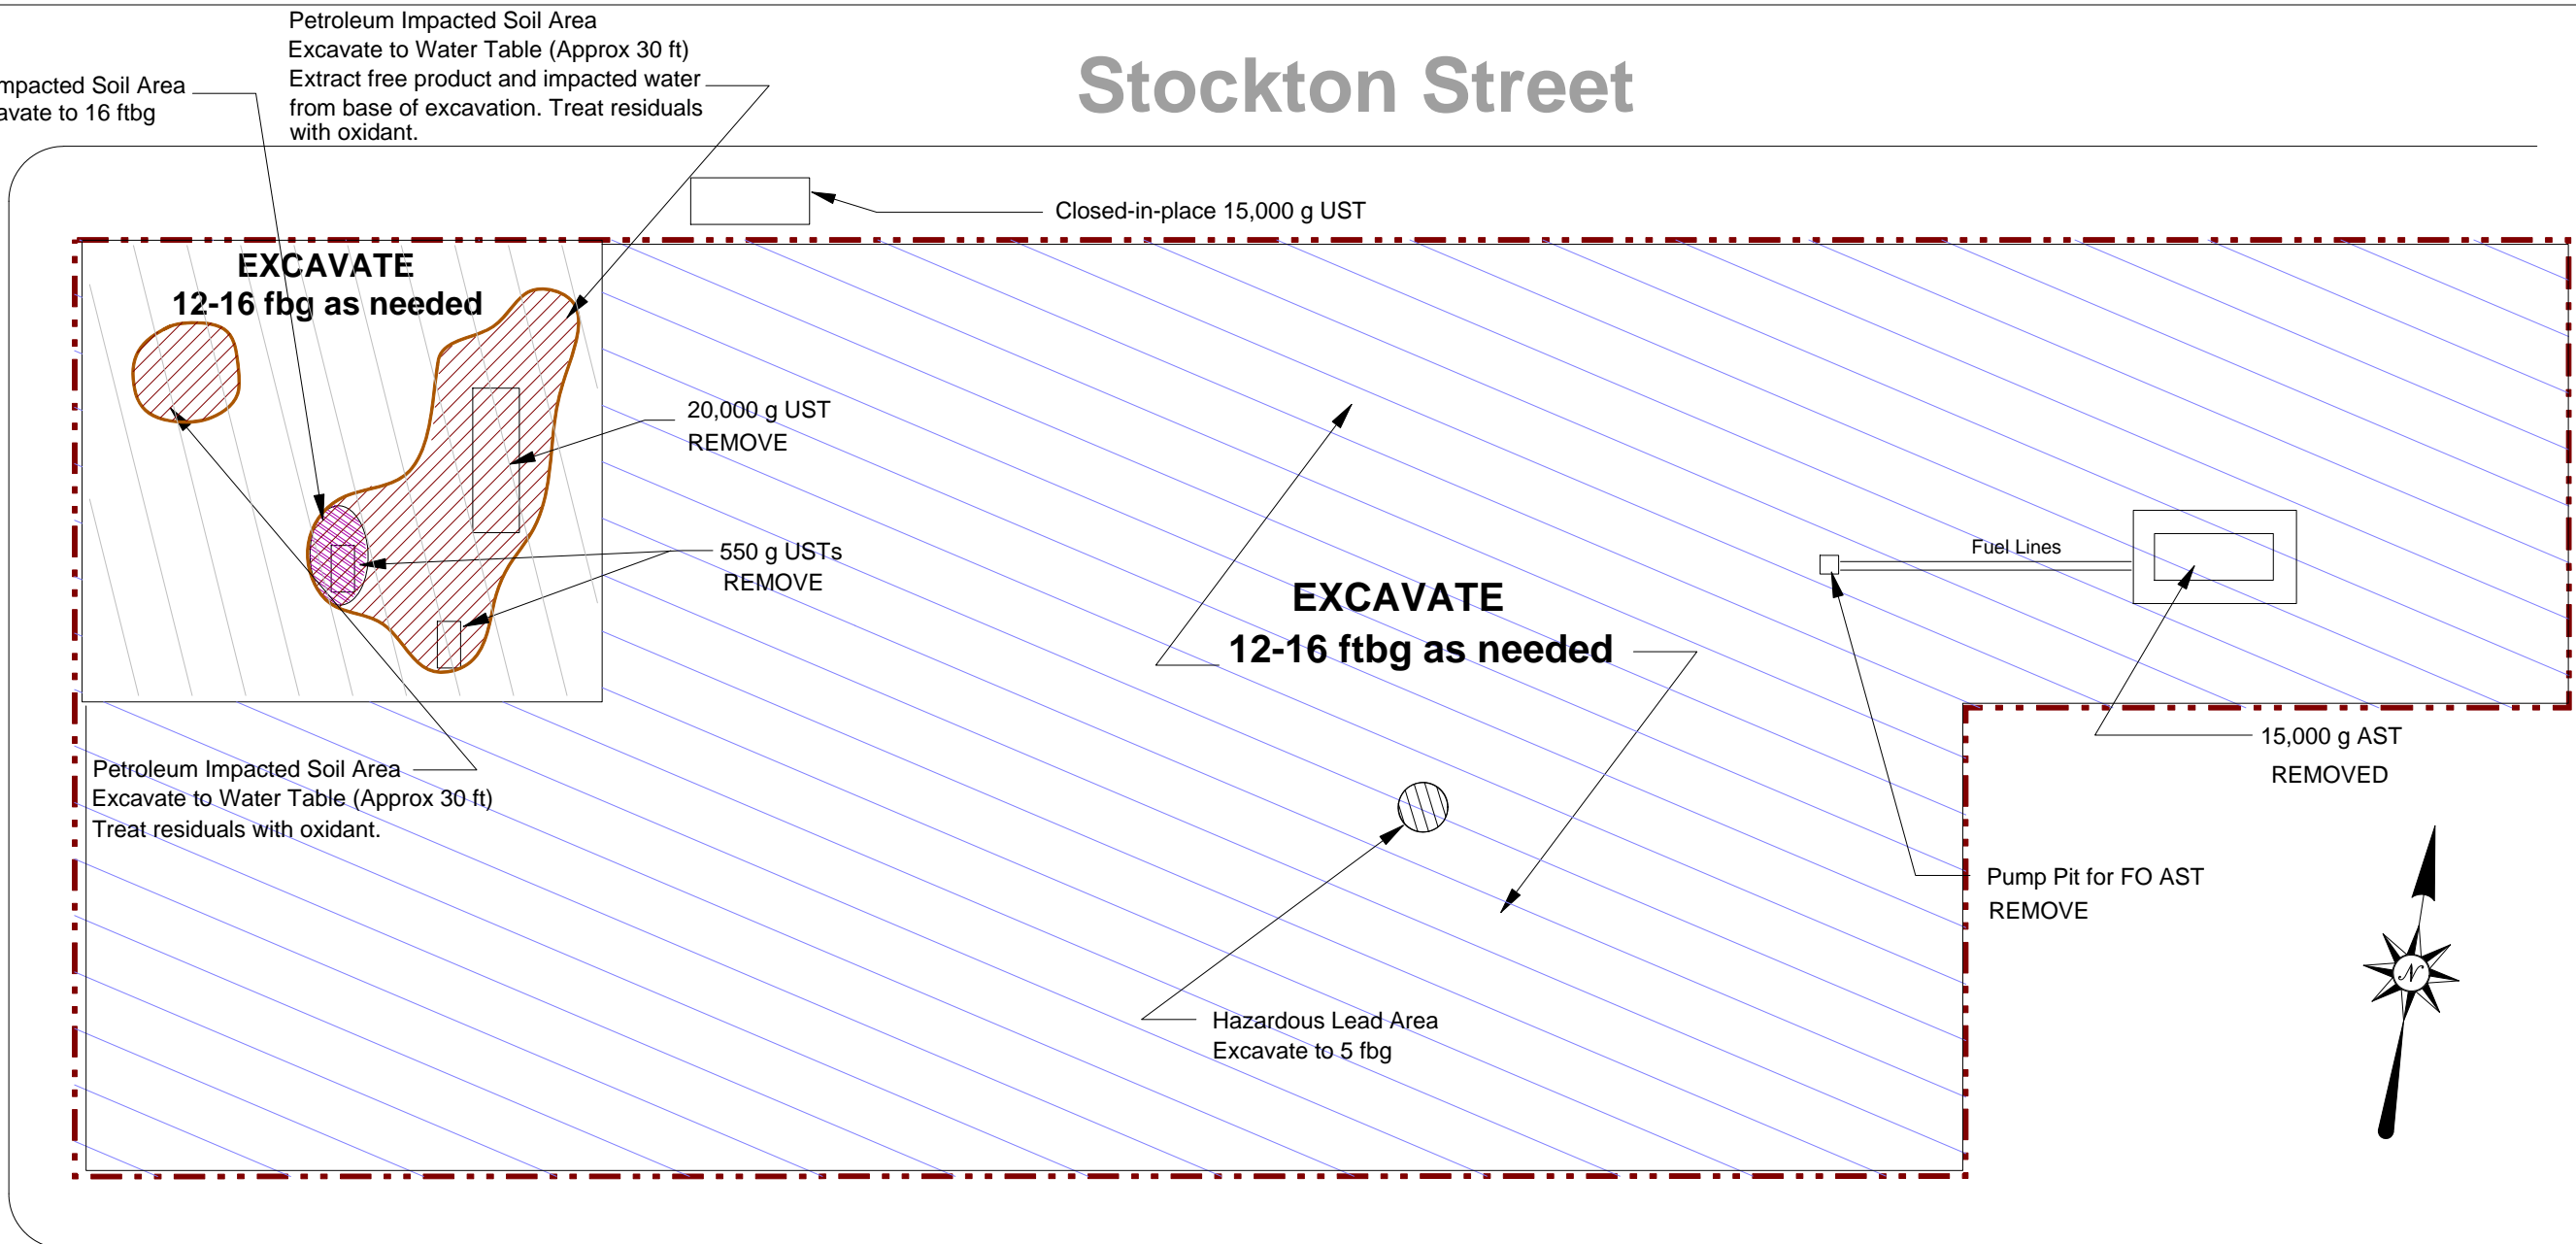 Petroleum Impacted Soil Area
Excavate to Water Table (Approx 30 ft)
Extract free product and impacted water
from base of excavation. Treat residuals
with oxidant.
mpacted Soil Area
avate to 16 ftbg
Stockton Street
Closed-in-place 15,000 g UST
EXCAVATE
12-16 fbg as needed
20,000 g UST
REMOVE
550 g USTs
REMOVE
Fuel Lines
EXCAVATE
12-16 ftbg as needed
15,000 g AST
REMOVED
Petroleum Impacted Soil Area
Excavate to Water Table (Approx 30 ft)
Treat residuals with oxidant.
Pump Pit for FO AST
REMOVE
Hazardous Lead Area
Excavate to 5 fbg
N